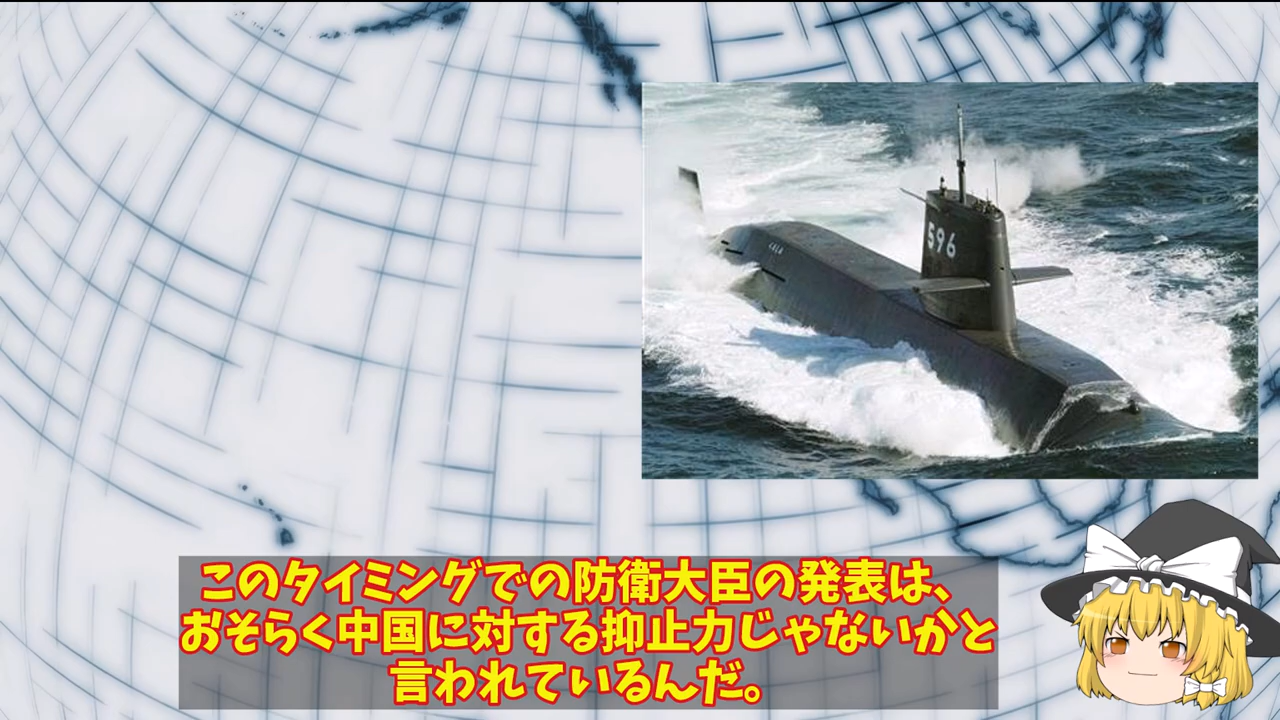 596
このタイミングでの防衛大臣の発表は、
おそらく中国に対する抑止力じゃないかと
言われているんだ。